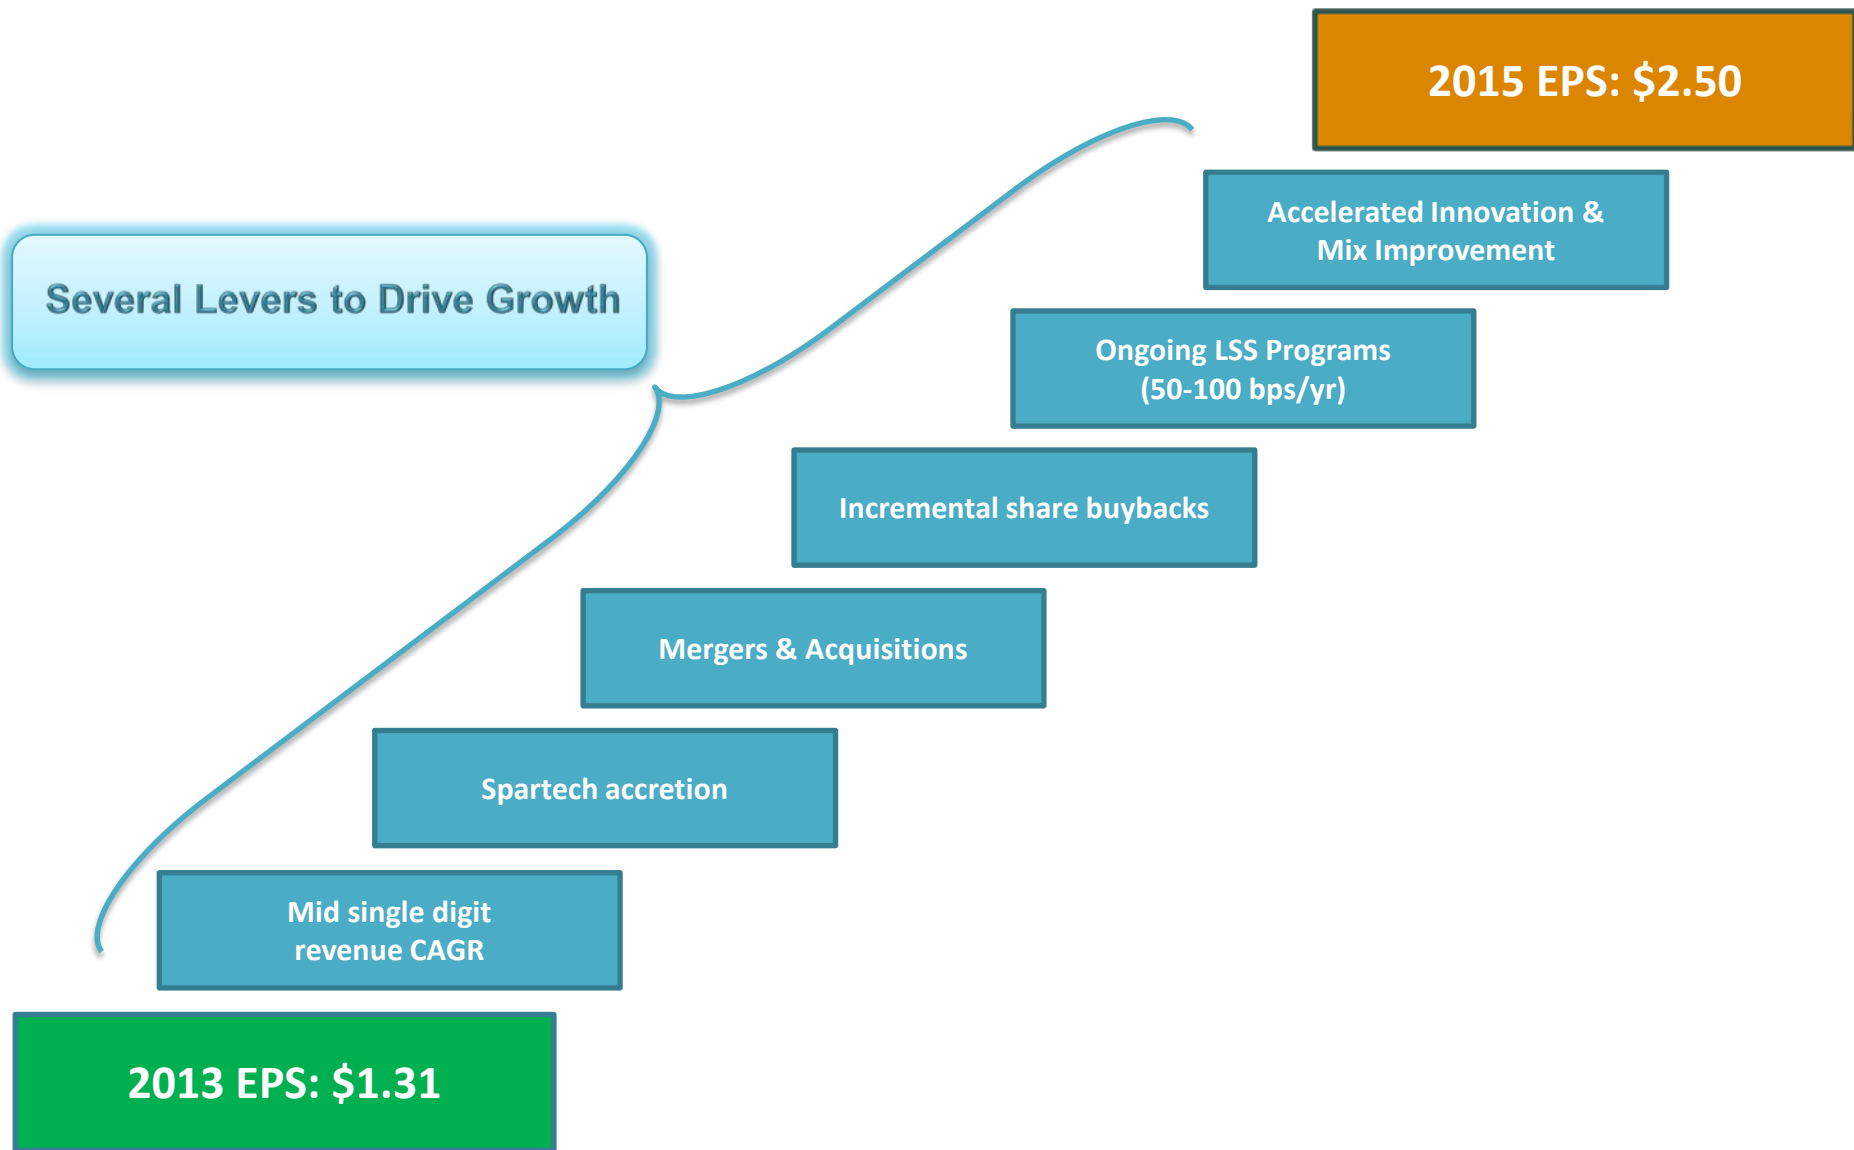 2015 EPS: $2.50
Accelerated Innovation &
Mix Improvement
Several Levers to Drive Growth
Ongoing LSS Programs
(50-100 bps/yr)
Incremental share buybacks
Mergers & Acquisitions
Spartech accretion
Mid single digit
revenue CAGR
2013 EPS: $1.31